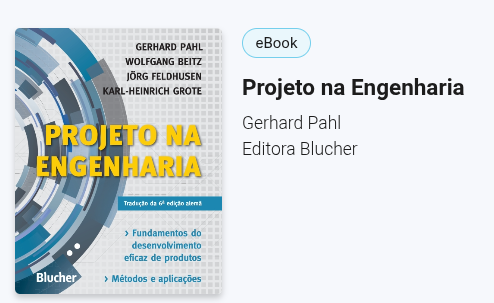 GERHARD PAHL
WOLFGANG BEITZ
JÖRG FELDHUSEN
KARL-HEINRICH GROTE
PROJETO NA
ENGENHARIA
Tradução da 6ª edição alemã
› Fundamentos do
desenvolvimento
eficaz de produtos
› Métodos e aplicações
Blucher
eBook
Projeto na Engenharia
Gerhard Pahl
Editora Blucher